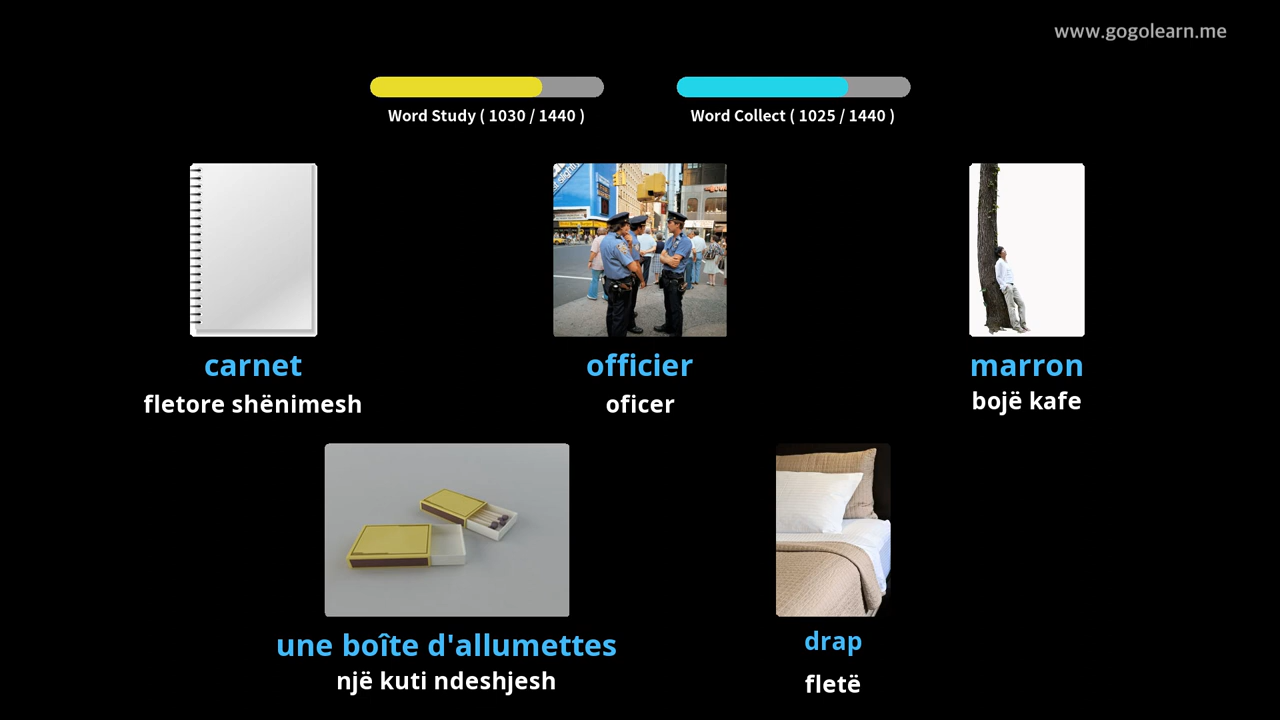 www.gogolearn.me
Word Study ( 1030 / 1440 )
Word Collect ( 1025 / 1440 )
carnet
fletore shënimesh
officier
oficer
marron
bojë kafe
une boîte d'allumettes
një kuti ndeshjesh
drap
fletë